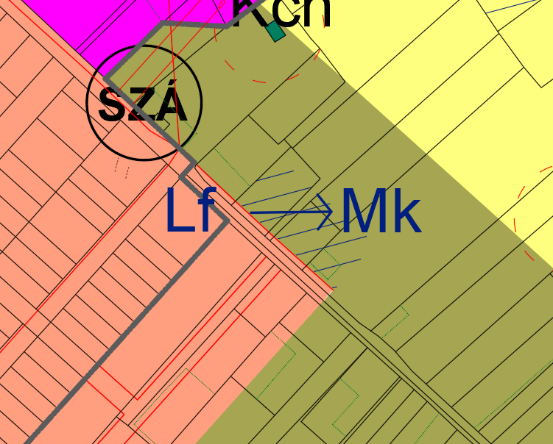 Kch
SZÁ
Lf → Mk